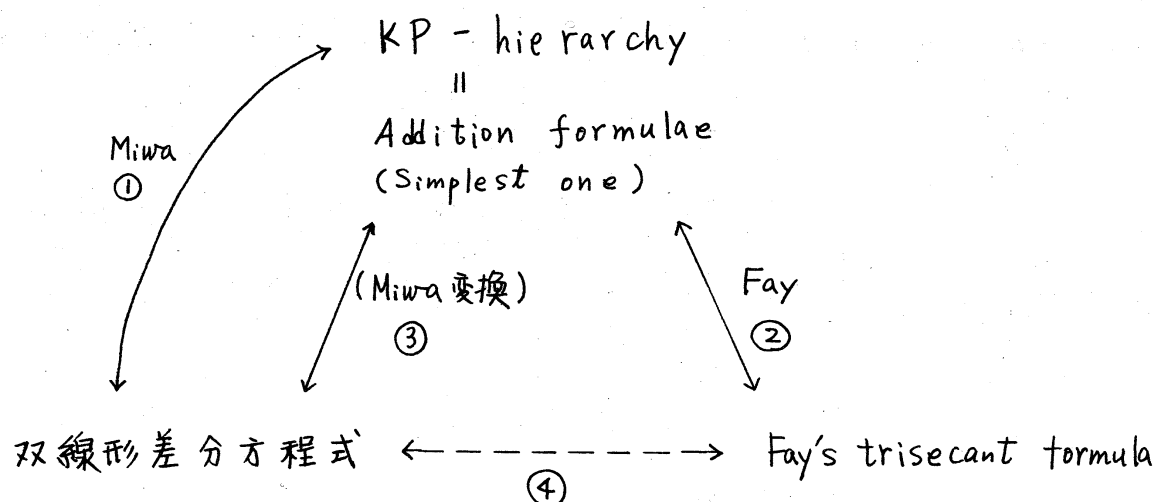 KP - hierarchy
||
Addition formulae
(Simplest one)
Miwa
①
(Miwa変換)
③
Fay
②
双線形差分方程式
Fay's trisecant formula
④